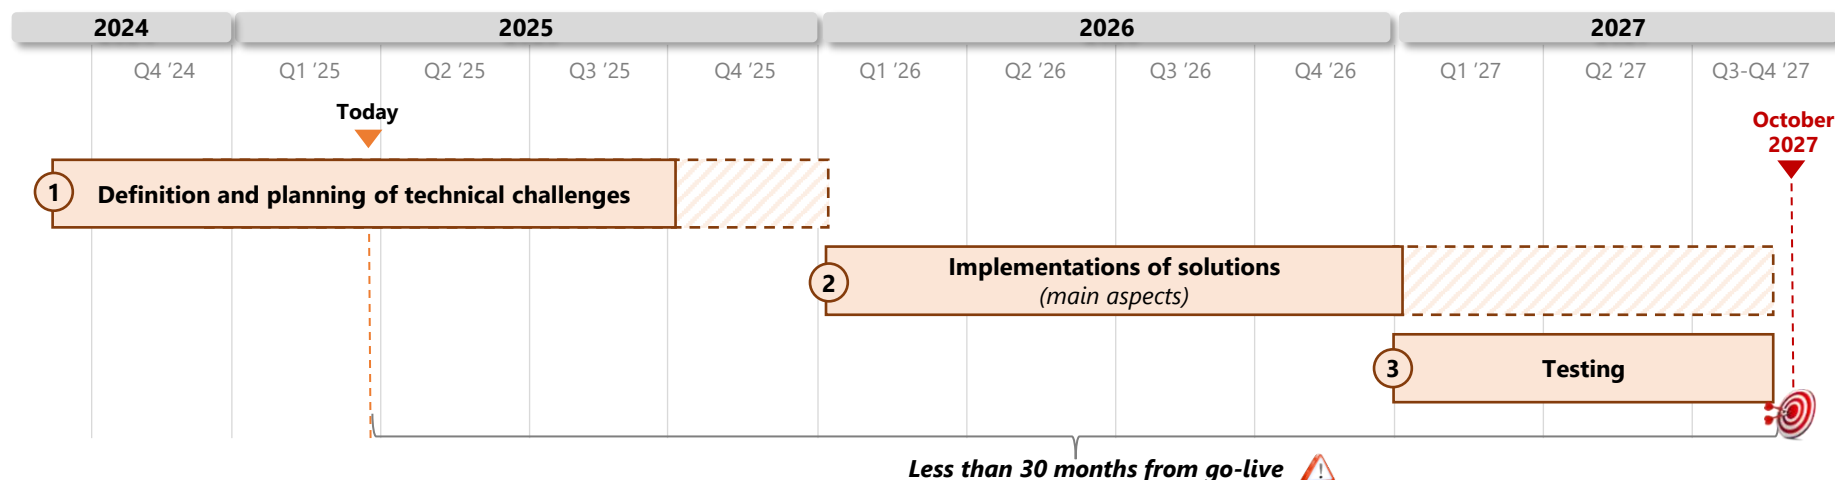 2024
2025
2026
2027
Q4 ’24
Q1 ’25
Q2 ’25
Q3 ’25
Q4 ’25
Q1 ’26
Q2 ’26
Q3 ’26
Q4 ’26
Q1 ’27
Q2 ’27
Q3-Q4 ’27
Today
October
2027
1
Definition and planning of technical challenges
2
Implementations of solutions
(main aspects)
3
Testing
Less than 30 months from go-live